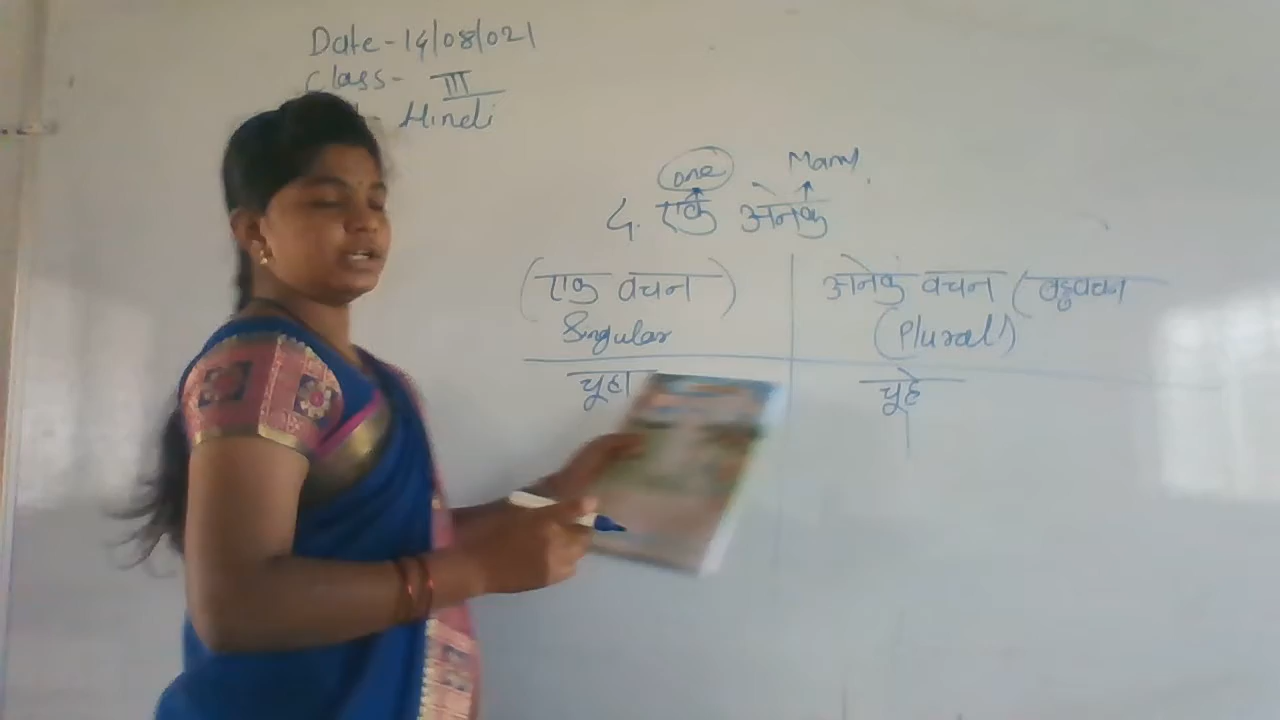 Date-14/08/021
Class- III
Hindi
one Many
८. एक अनेक
(एक वचन) अनेक वचन (बहुवचन
Singular (Plural)
चूहा चूहे